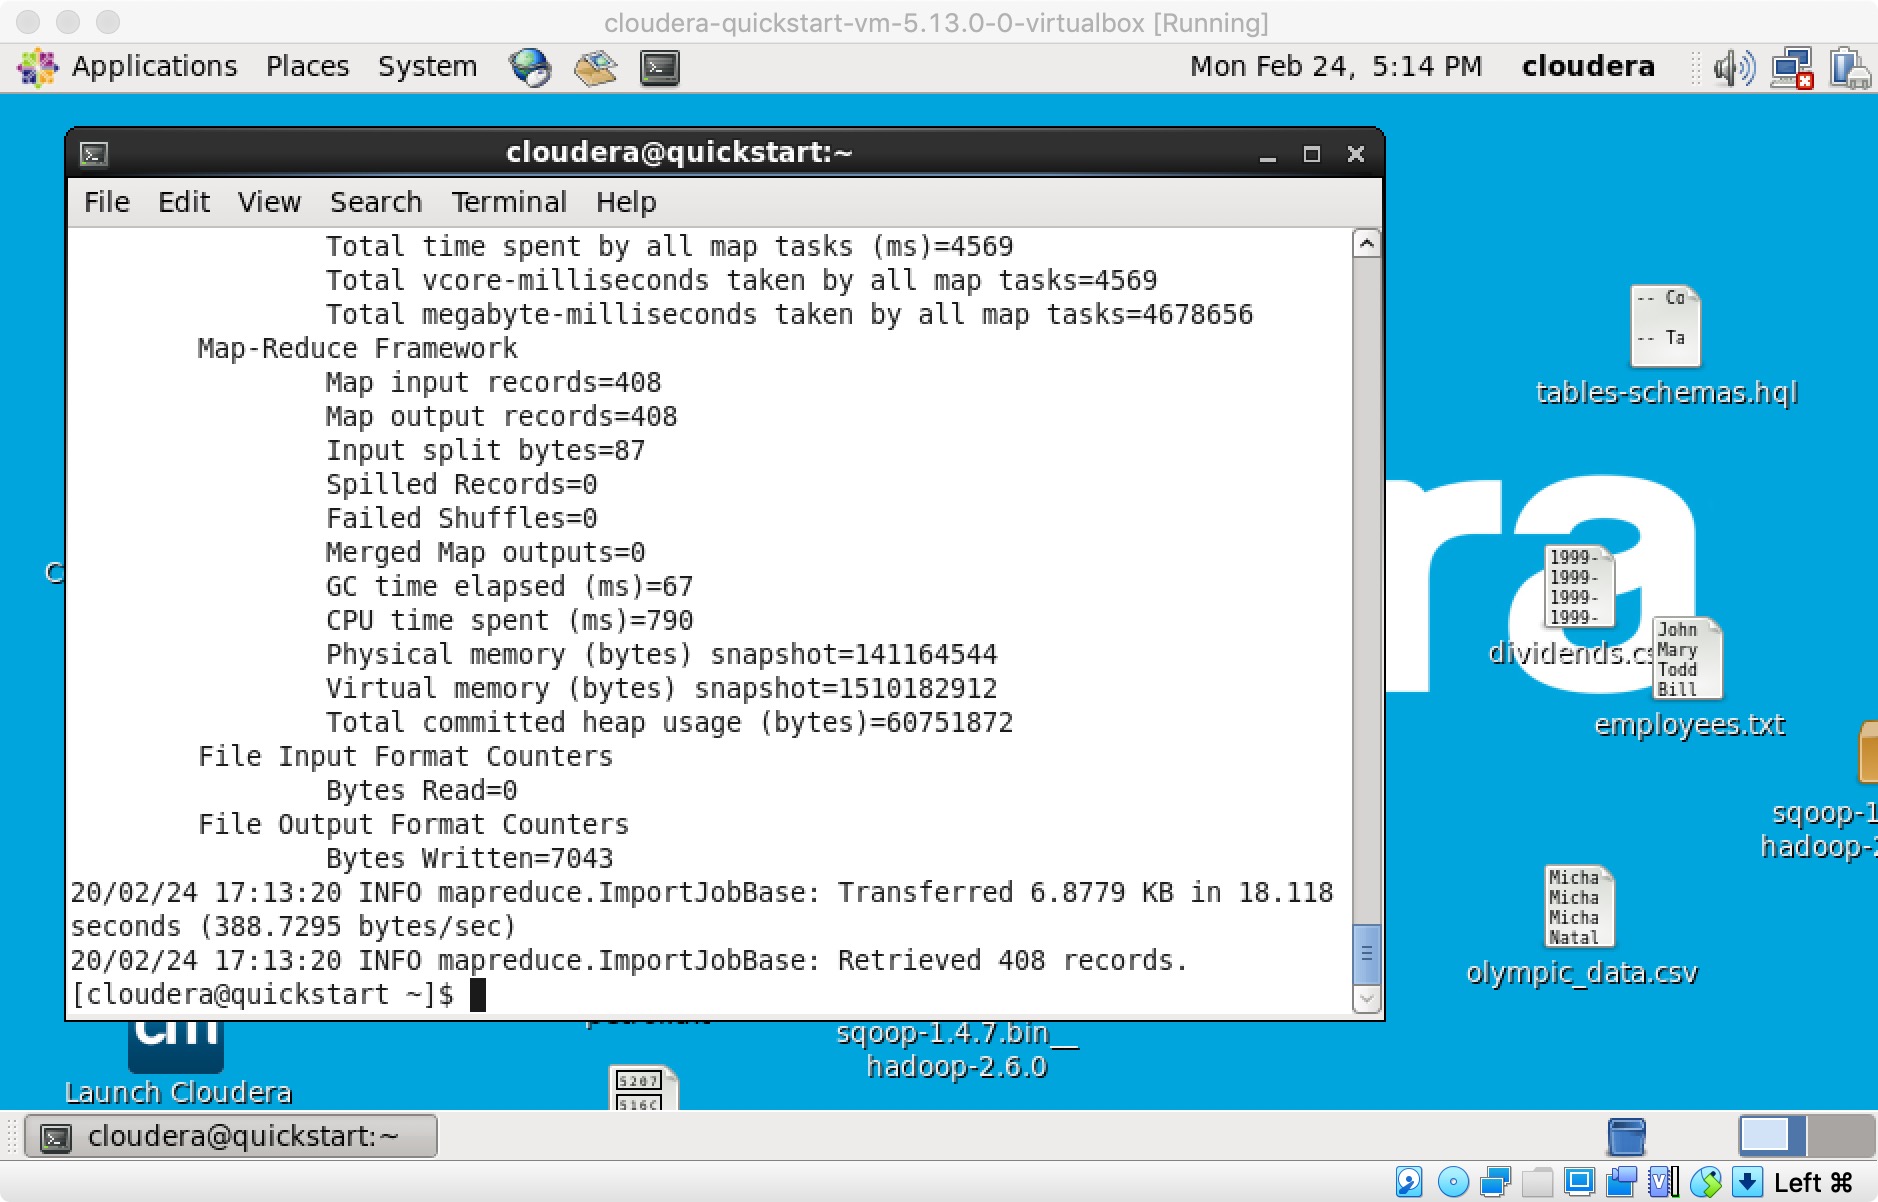 cloudera-quickstart-vm-5.13.0-0-virtualbox [Running]
Applications Places System Mon Feb 24, 5:14 PM cloudera
cloudera@quickstart:~
File Edit View Search Terminal Help
Total time spent by all map tasks (ms)=4569
Total vcore-milliseconds taken by all map tasks=4569
Total megabyte-milliseconds taken by all map tasks=4678656
Map-Reduce Framework
Map input records=408
Map output records=408
Input split bytes=87
Spilled Records=0
Failed Shuffles=0
Merged Map outputs=0
GC time elapsed (ms)=67
CPU time spent (ms)=790
Physical memory (bytes) snapshot=141164544
Virtual memory (bytes) snapshot=1510182912
Total committed heap usage (bytes)=60751872
File Input Format Counters
Bytes Read=0
File Output Format Counters
Bytes Written=7043
20/02/24 17:13:20 INFO mapreduce.ImportJobBase: Transferred 6.8779 KB in 18.118
seconds (388.7295 bytes/sec)
20/02/24 17:13:20 INFO mapreduce.ImportJobBase: Retrieved 408 records.
[cloudera@quickstart ~]$
-- Co
-- Ta
tables-schemas.hql
C
ra
1999-
1999-
1999-
1999-
dividends.cs
John
Mary
Todd
Bill
employees.txt
sqoop-1
hadoop-2
Micha
Micha
Micha
Natal
olympic_data.csv
cm
Launch Cloudera
sqoop-1.4.7.bin__
hadoop-2.6.0
5207
516C
cloudera@quickstart:~
Left ⌘